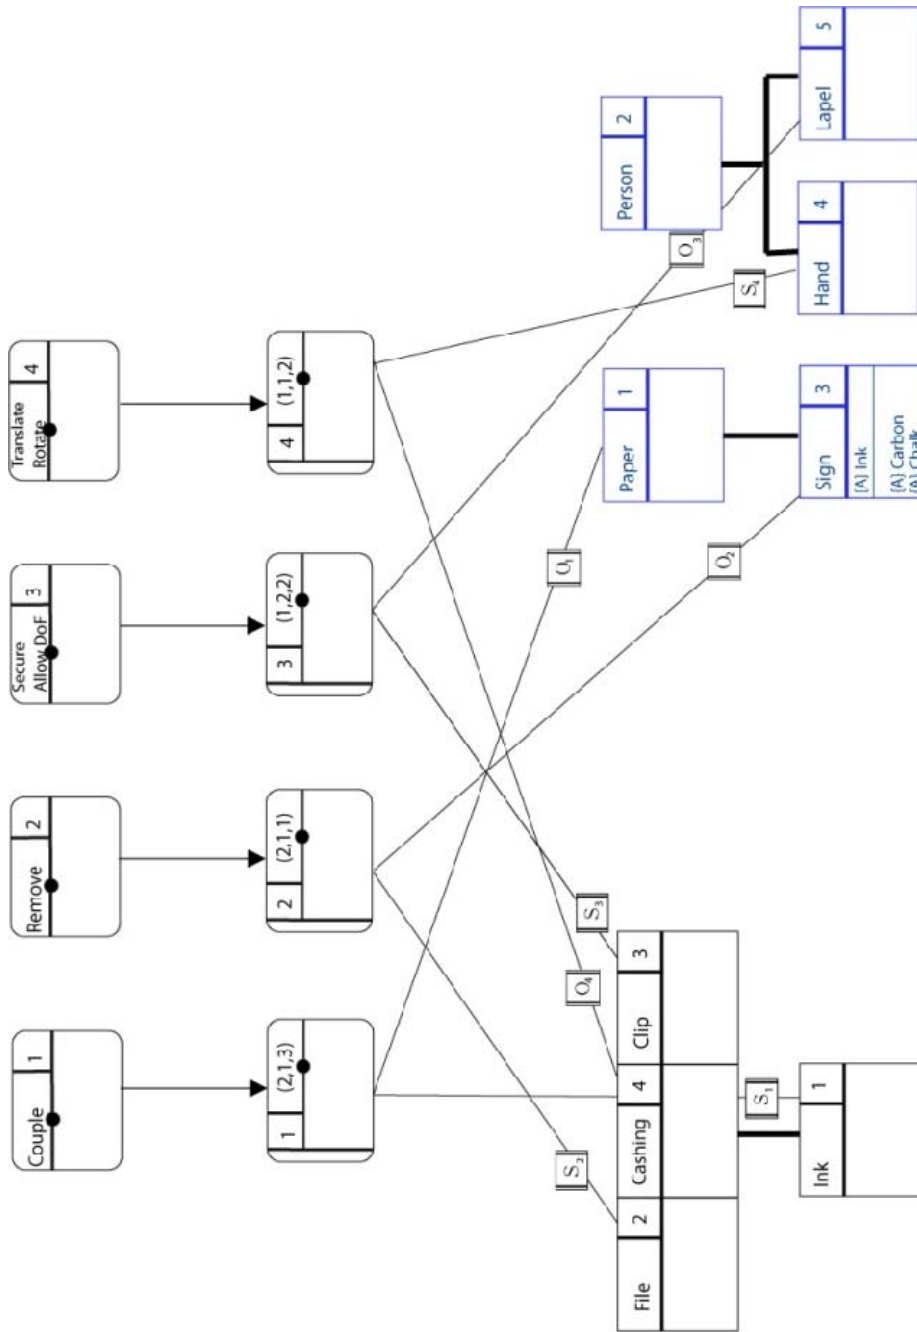 Couple 1
Remove 2
Secure
Allow DoF 3
Translate
Rotate 4
1 (2,1,3)
2 (2,1,1)
3 (1,2,2)
4 (1,1,2)
S₂
O₄
S₃
O₁
O₃
File 2
Cashing 4
Clip 3
Paper 1
Person 2
S₁
O₂
S₄
Ink 1
Sign 3
[A] Ink
{A} Carbon
{A} Chalk
Hand 4
Lapel 5